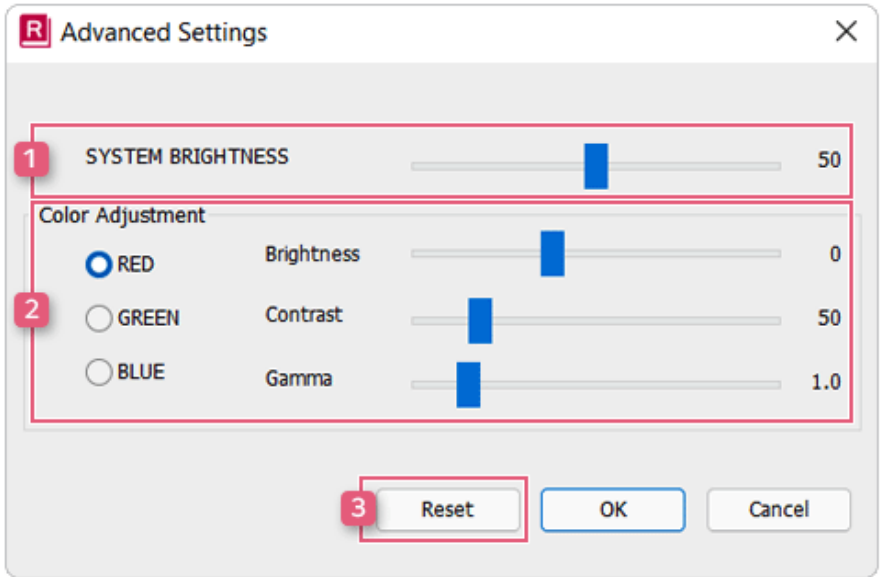 R Advanced Settings
1 SYSTEM BRIGHTNESS 50
Color Adjustment
2
RED Brightness 0
GREEN Contrast 50
BLUE Gamma 1.0
3 Reset OK Cancel